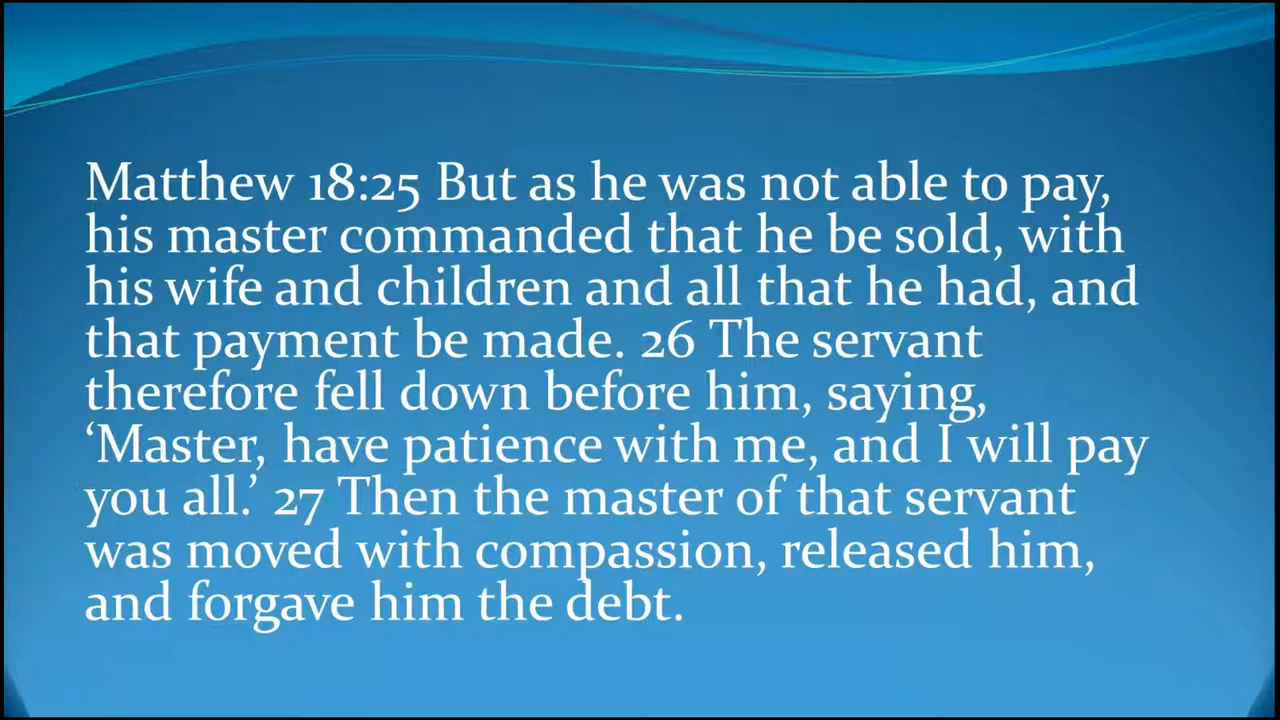 Matthew 18:25 But as he was not able to pay,
his master commanded that he be sold, with
his wife and children and all that he had, and
that payment be made. 26 The servant
therefore fell down before him, saying,
‘Master, have patience with me, and I will pay
you all.’ 27 Then the master of that servant
was moved with compassion, released him,
and forgave him the debt.